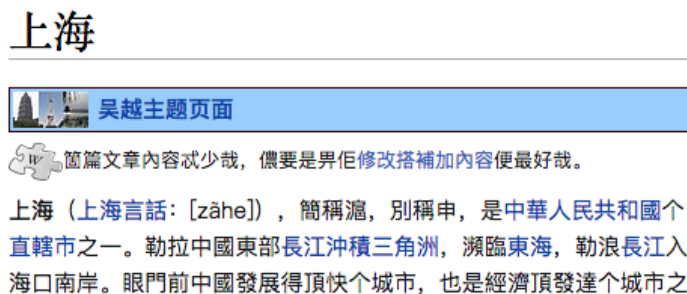 上海
吴越主题页面
W 箇篇文章內容忒少哉，儂要是畀佢修改搭補加內容便最好哉。
上海（上海言話：[zãhe]），簡稱滬，別稱申，是中華人民共和國个
直轄市之一。勒拉中國東部長江沖積三角洲，瀕臨東海，勒浪長江入
海口南岸。眼門前中國發展得頂快个城市，也是經濟頂發達个城市之